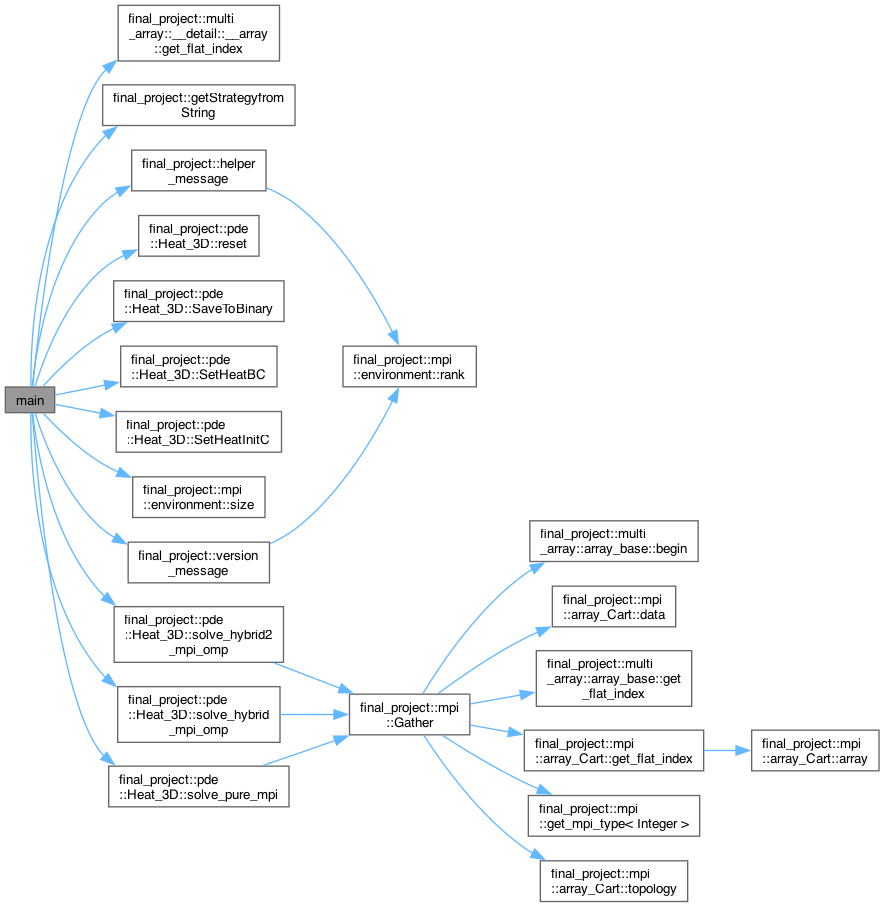 final_project::multi
_array::__detail::__array
::get_flat_index
final_project::getStrategyfrom
String
final_project::helper
_message
final_project::pde
::Heat_3D::reset
final_project::pde
::Heat_3D::SaveToBinary
final_project::pde
::Heat_3D::SetHeatBC
main
final_project::pde
::Heat_3D::SetHeatInitC
final_project::mpi
::environment::size
final_project::version
_message
final_project::pde
::Heat_3D::solve_hybrid2
_mpi_omp
final_project::pde
::Heat_3D::solve_hybrid
_mpi_omp
final_project::pde
::Heat_3D::solve_pure_mpi
final_project::mpi
::environment::rank
final_project::mpi
::Gather
final_project::multi
_array::array_base::begin
final_project::mpi
::array_Cart::data
final_project::multi
_array::array_base::get
_flat_index
final_project::mpi
::array_Cart::get_flat_index
final_project::mpi
::get_mpi_type< Integer >
final_project::mpi
::array_Cart::topology
final_project::mpi
::array_Cart::array